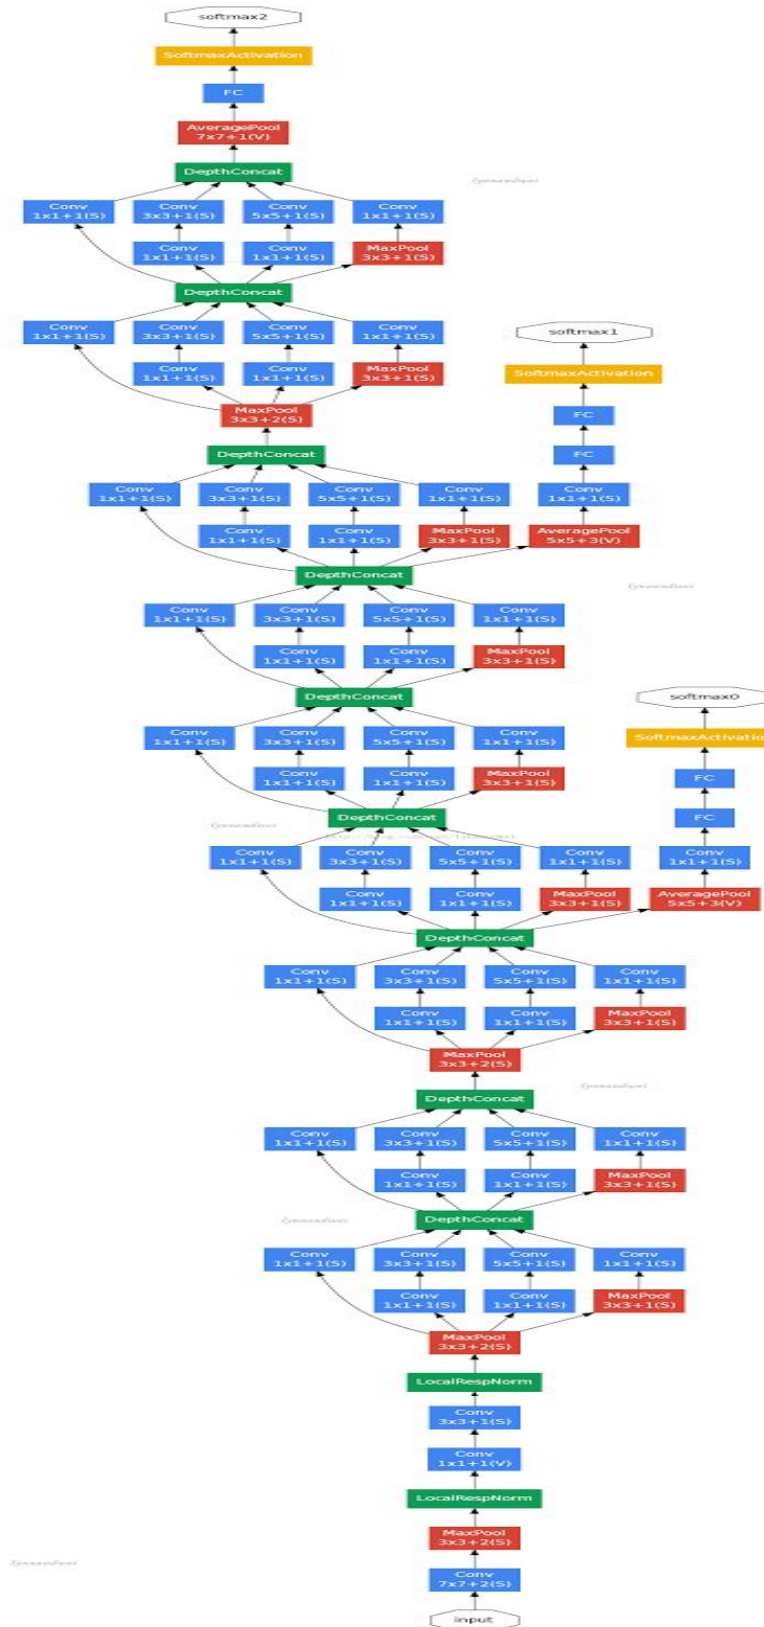 softmax2
SoftmaxActivation
FC
AveragePool
7x7+1(V)
DepthConcat
Conv Conv Conv Conv
1x1+1(S) 3x3+1(S) 5x5+1(S) 1x1+1(S)
Conv Conv MaxPool
1x1+1(S) 1x1+1(S) 3x3+1(S)
DepthConcat
Conv Conv Conv Conv softmax1
1x1+1(S) 3x3+1(S) 5x5+1(S) 1x1+1(S)
Conv Conv MaxPool SoftmaxActivation
1x1+1(S) 1x1+1(S) 3x3+1(S)
MaxPool FC
3x3+2(S)
DepthConcat FC
Conv Conv Conv Conv Conv
1x1+1(S) 3x3+1(S) 5x5+1(S) 1x1+1(S) 1x1+1(S)
Conv Conv MaxPool AveragePool
1x1+1(S) 1x1+1(S) 3x3+1(S) 5x5+3(V)
DepthConcat
Conv Conv Conv Conv
1x1+1(S) 3x3+1(S) 5x5+1(S) 1x1+1(S)
Conv Conv MaxPool
1x1+1(S) 1x1+1(S) 3x3+1(S)
DepthConcat softmax0
Conv Conv Conv Conv SoftmaxActivatio
1x1+1(S) 3x3+1(S) 5x5+1(S) 1x1+1(S)
Conv Conv MaxPool FC
1x1+1(S) 1x1+1(S) 3x3+1(S)
DepthConcat FC
Conv Conv Conv Conv Conv
1x1+1(S) 3x3+1(S) 5x5+1(S) 1x1+1(S) 1x1+1(S)
Conv Conv MaxPool AveragePool
1x1+1(S) 1x1+1(S) 3x3+1(S) 5x5+3(V)
DepthConcat
Conv Conv Conv Conv
1x1+1(S) 3x3+1(S) 5x5+1(S) 1x1+1(S)
Conv Conv MaxPool
1x1+1(S) 1x1+1(S) 3x3+1(S)
MaxPool
3x3+2(S)
DepthConcat
Conv Conv Conv Conv
1x1+1(S) 3x3+1(S) 5x5+1(S) 1x1+1(S)
Conv Conv MaxPool
1x1+1(S) 1x1+1(S) 3x3+1(S)
DepthConcat
Conv Conv Conv Conv
1x1+1(S) 3x3+1(S) 5x5+1(S) 1x1+1(S)
Conv Conv MaxPool
1x1+1(S) 1x1+1(S) 3x3+1(S)
MaxPool
3x3+2(S)
LocalRespNorm
Conv
3x3+1(S)
Conv
1x1+1(V)
LocalRespNorm
MaxPool
3x3+2(S)
Conv
7x7+2(S)
input